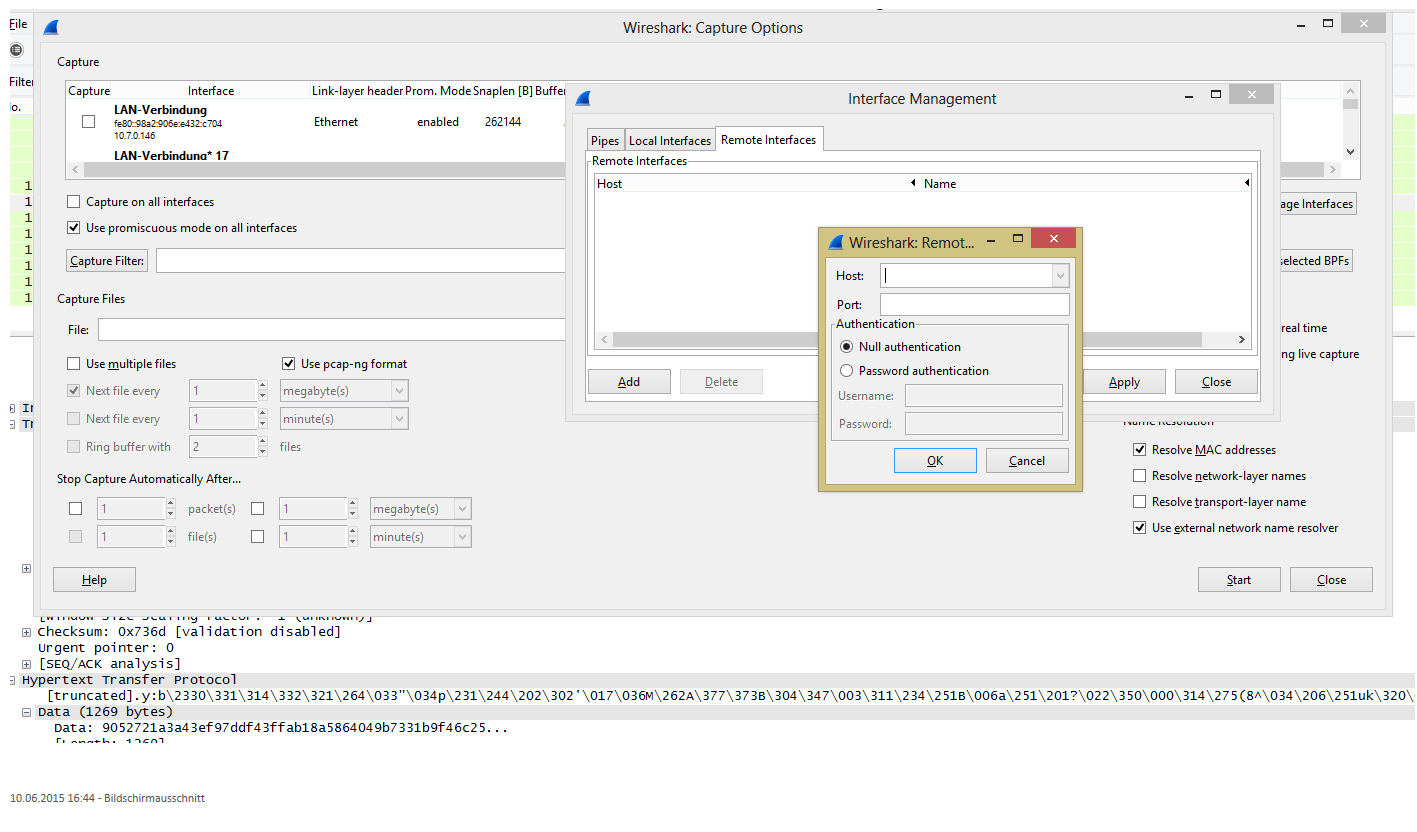 File
Wireshark: Capture Options
Capture
Filter
Capture Interface Link-layer header Prom. Mode Snaplen [B] Buffer
Interface Management
LAN-Verbindung
fe80::98a2:906e:e432:c704
10.7.0.146
Ethernet enabled 262144
LAN-Verbindung* 17
Pipes Local Interfaces Remote Interfaces
Remote Interfaces
Host Name
1
1
1
1
1
1
1
1
Capture on all interfaces
age Interfaces
Use promiscuous mode on all interfaces
Capture Filter:
selected BPFs
Wireshark: Remot...
Host:
Port:
Authentication
Null authentication
Password authentication
Username:
Password:
OK Cancel
Capture Files
File:
real time
Use multiple files Use pcap-ng format
ng live capture
Next file every 1 megabyte(s)
Add Delete Apply Close
Next file every 1 minute(s)
Name Resolution
Ring buffer with 2 files
Resolve MAC addresses
Stop Capture Automatically After...
Resolve network-layer names
1 packet(s) 1 megabyte(s)
Resolve transport-layer name
1 file(s) 1 minute(s)
Use external network name resolver
Help Start Close
[Window size scaling factor: -1 (unknown)]
Checksum: 0x736d [validation disabled]
Urgent pointer: 0
[SEQ/ACK analysis]
Hypertext Transfer Protocol
[truncated].y:b\2330\331\314\332\321\264\033"\034p\231\244\202\302'\017\036M\262A\377\373B\304\347\003\311\234\251B\006a\251\201?\022\350\000\314\275(8^\034\206\251uk\320\
Data (1269 bytes)
Data: 9052721a3a43ef97ddf43ffab18a5864049b7331b9f46c25...
[Length: 1269]
10.06.2015 16:44 - Bildschirmausschnitt